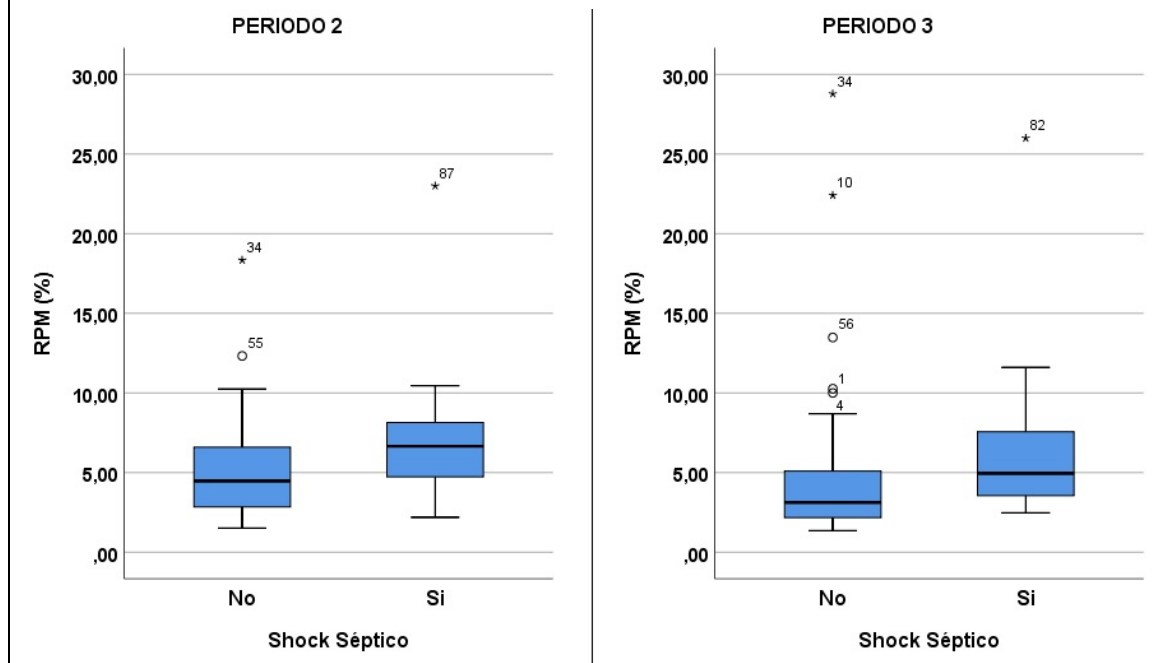 PERIODO 2
30,00
25,00
20,00
15,00
10,00
5,00
,00
RPM (%)
34
55
87
No
Si
Shock Séptico
PERIODO 3
30,00
25,00
20,00
15,00
10,00
5,00
,00
RPM (%)
34
10
56
1
4
82
No
Si
Shock Séptico